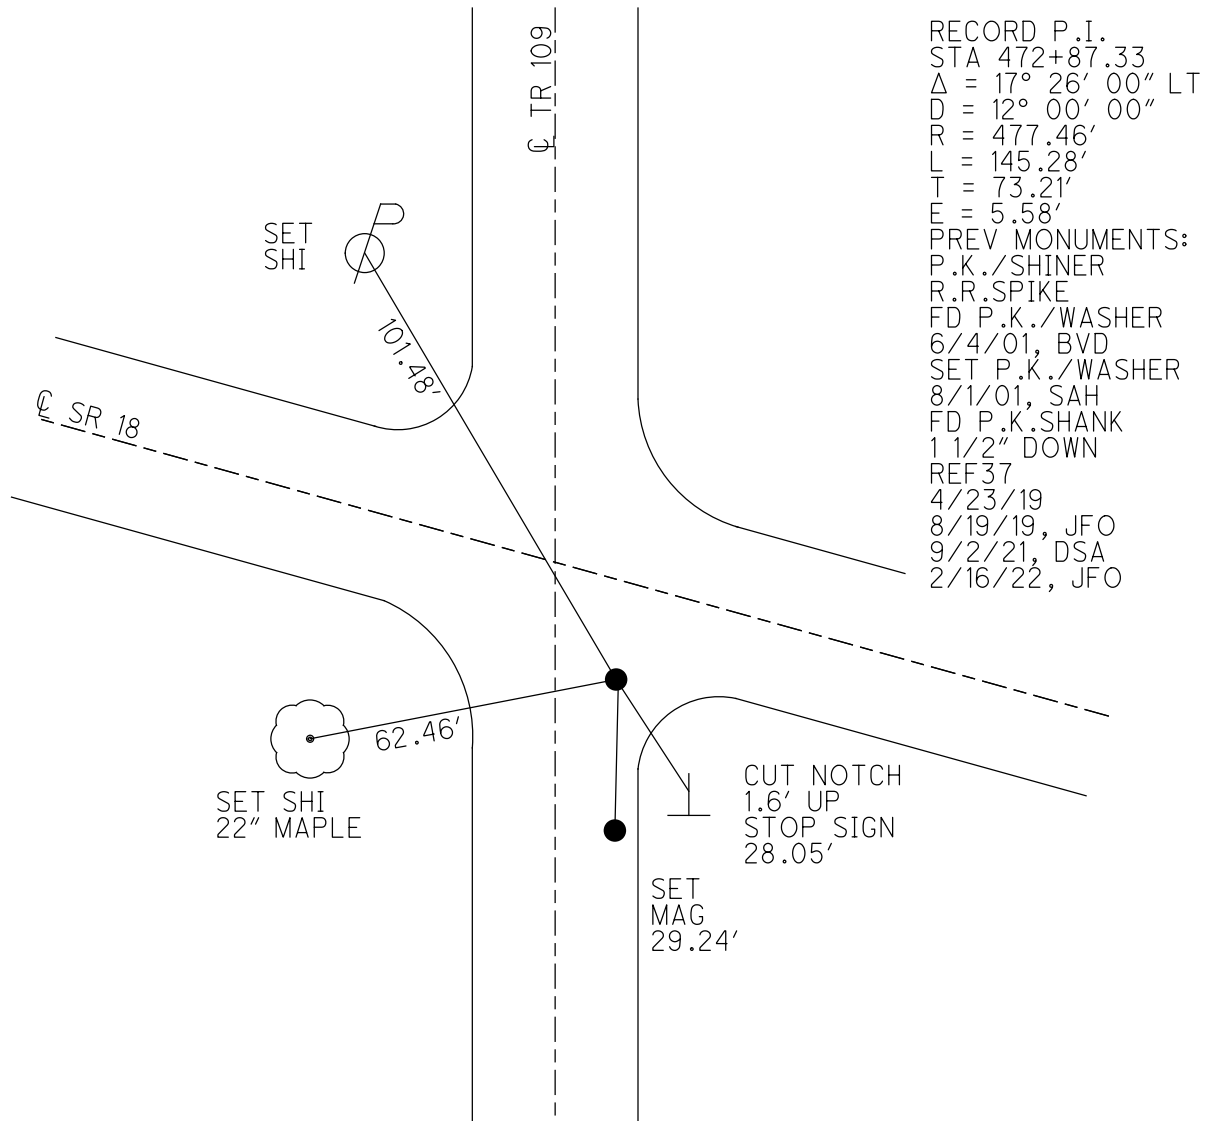 ℄ TR 109
RECORD P.I.
STA 472+87.33
Δ = 17° 26′ 00″ LT
D = 12° 00′ 00″
R = 477.46′
L = 145.28′
T = 73.21′
E = 5.58′
PREV MONUMENTS:
P.K./SHINER
R.R.SPIKE
FD P.K./WASHER
6/4/01, BVD
SET P.K./WASHER
8/1/01, SAH
FD P.K.SHANK
1 1/2″ DOWN
REF37
4/23/19
8/19/19, JFO
9/2/21, DSA
2/16/22, JFO
SET
SHI
P
101.48′
℄ SR 18
62.46′
SET SHI
22″ MAPLE
CUT NOTCH
1.6′ UP
STOP SIGN
28.05′
SET
MAG
29.24′